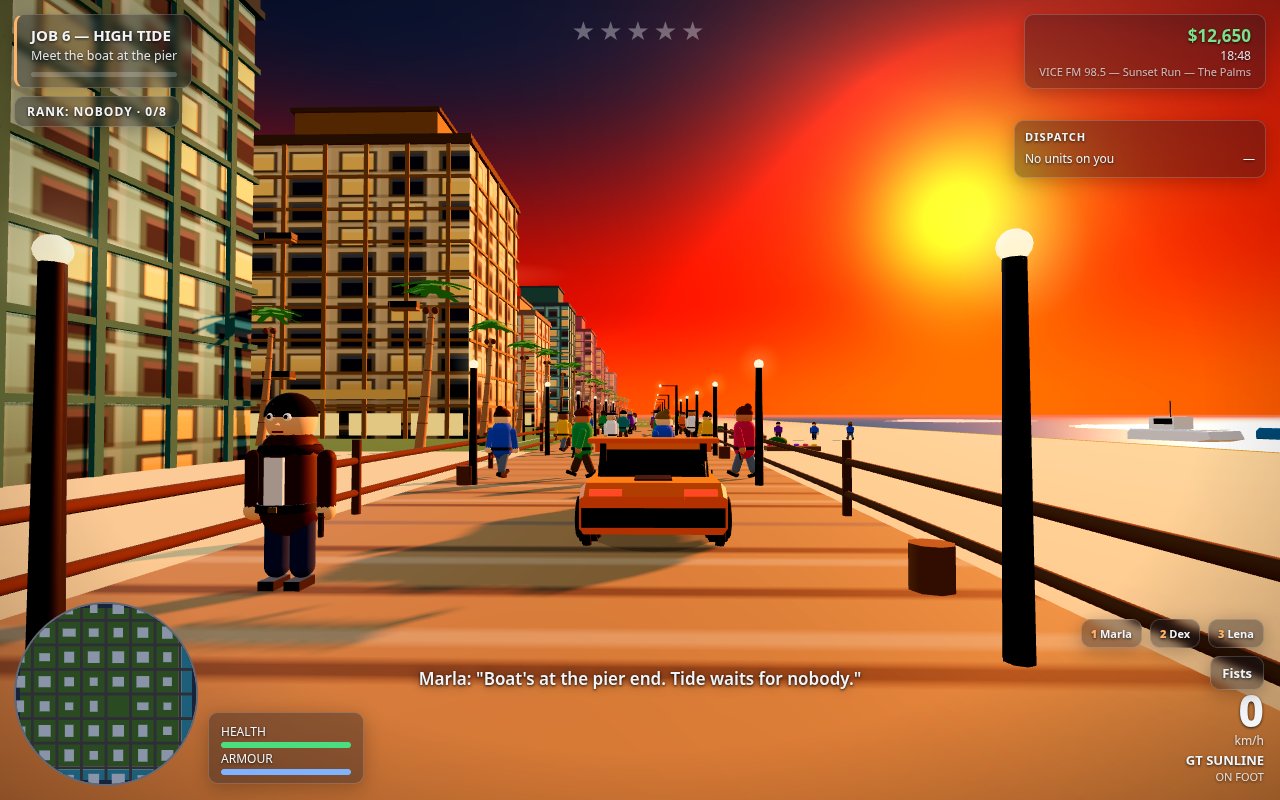 JOB 6 — HIGH TIDE
Meet the boat at the pier
RANK: NOBODY · 0/8
★★★★★
$12,650
18:48
VICE FM 98.5 — Sunset Run — The Palms
DISPATCH
No units on you —
1 Marla 2 Dex 3 Lena
Fists
Marla: "Boat's at the pier end. Tide waits for nobody."
0
km/h
GT SUNLINE
ON FOOT
HEALTH
ARMOUR